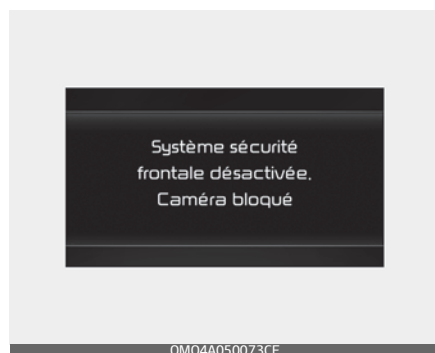 Système sécurité
frontale désactivée,
Caméra bloqué
OMQ4A050073CF